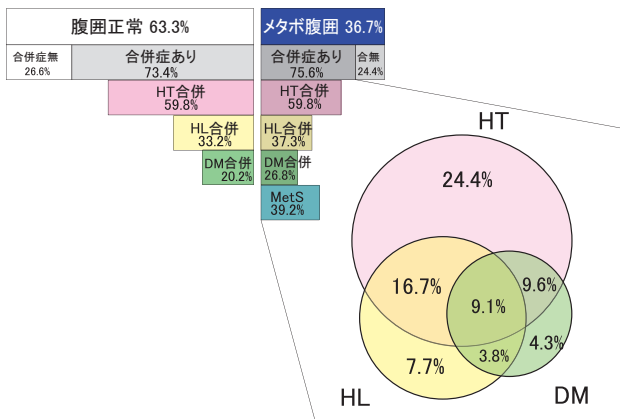 腹囲正常 63.3%
メタボ腹囲 36.7%
合併症無
26.6%
合併症あり
73.4%
合併症あり
75.6%
合無
24.4%
HT合併
59.8%
HT合併
59.8%
HL合併
33.2%
HL合併
37.3%
DM合併
20.2%
DM合併
26.8%
MetS
39.2%
HT
24.4%
16.7%
9.6%
9.1%
7.7%
3.8%
4.3%
HL
DM